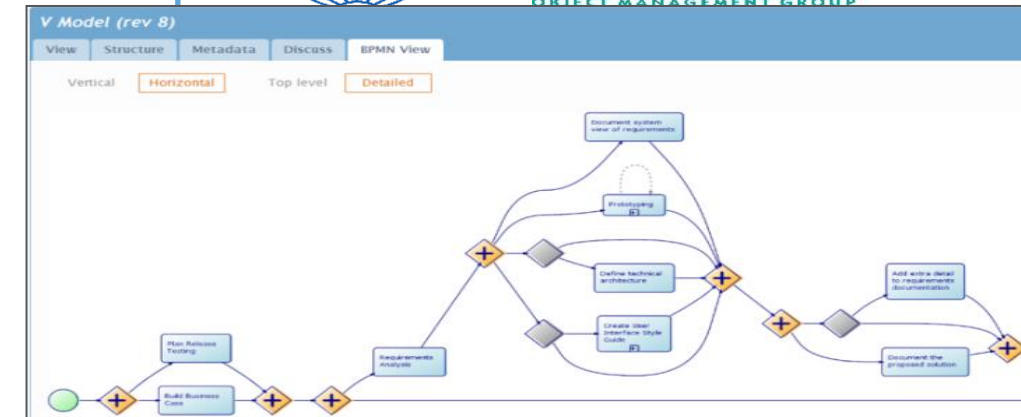 OBJECT MANAGEMENT GROUP
V Model (rev 8)
View Structure Metadata Discuss BPMN View
Vertical Horizontal Top level Detailed
Document system
view of requirements
Prototyping
Define technical
architecture
Create User
Interface Style
Guide
Add extra detail
to requirements
documentation
Document the
proposed solution
Plan Release
Testing
Requirements
Analysis
Build Business
Case